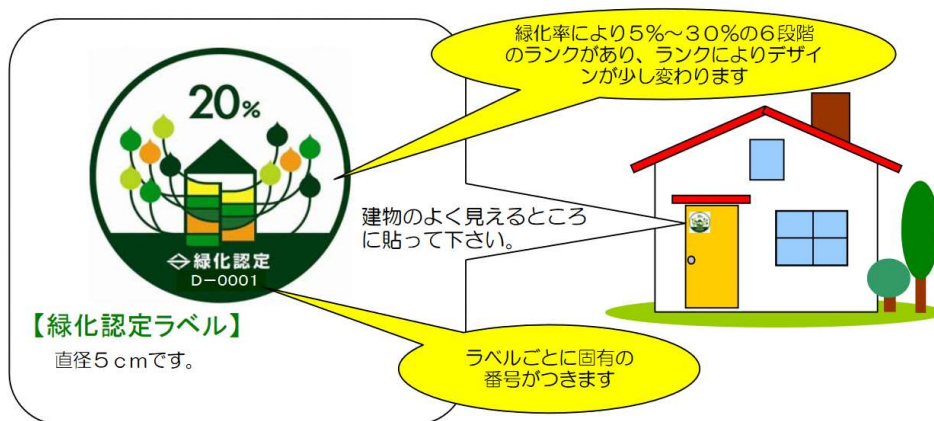 緑化率により５%～３０%の６段階
のランクがあり、ランクによりデザイ
ンが少し変わります
20%
建物のよく見えるところ
に貼って下さい。
緑化認定
D－0001
【緑化認定ラベル】
直径５ｃｍです。
ラベルごとに固有の
番号がつきます